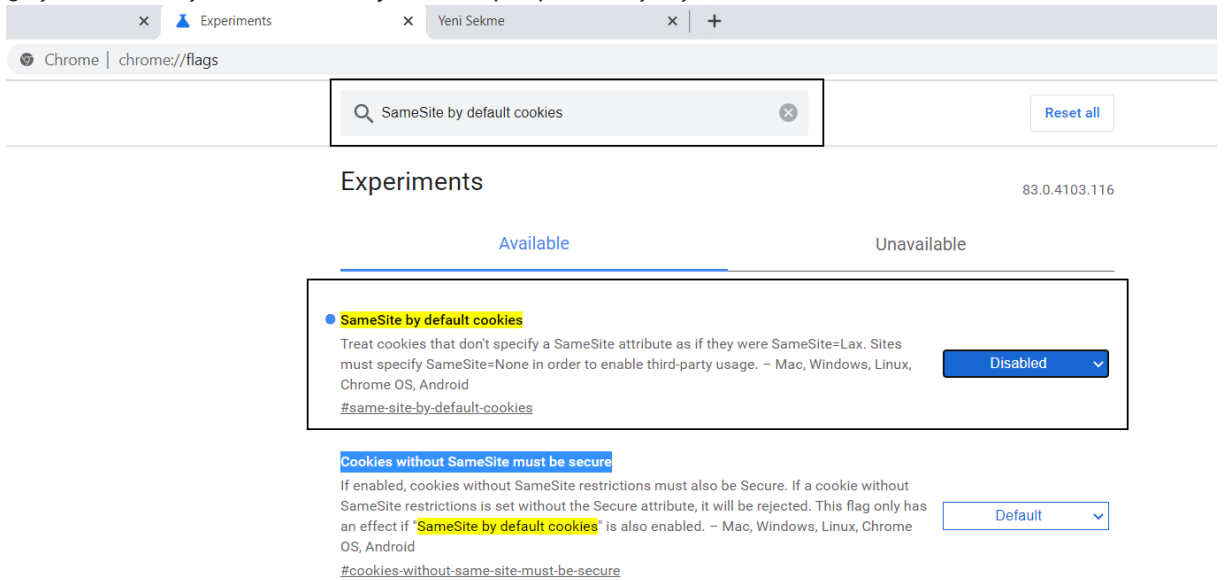 Experiments
Yeni Sekme
Chrome | chrome://flags
SameSite by default cookies
Reset all
Experiments
83.0.4103.116
Available
Unavailable
SameSite by default cookies
Treat cookies that don't specify a SameSite attribute as if they were SameSite=Lax. Sites
must specify SameSite=None in order to enable third-party usage. – Mac, Windows, Linux,
Chrome OS, Android
#same-site-by-default-cookies
Disabled
Cookies without SameSite must be secure
If enabled, cookies without SameSite restrictions must also be Secure. If a cookie without
SameSite restrictions is set without the Secure attribute, it will be rejected. This flag only has
an effect if "SameSite by default cookies" is also enabled. – Mac, Windows, Linux, Chrome
OS, Android
#cookies-without-same-site-must-be-secure
Default